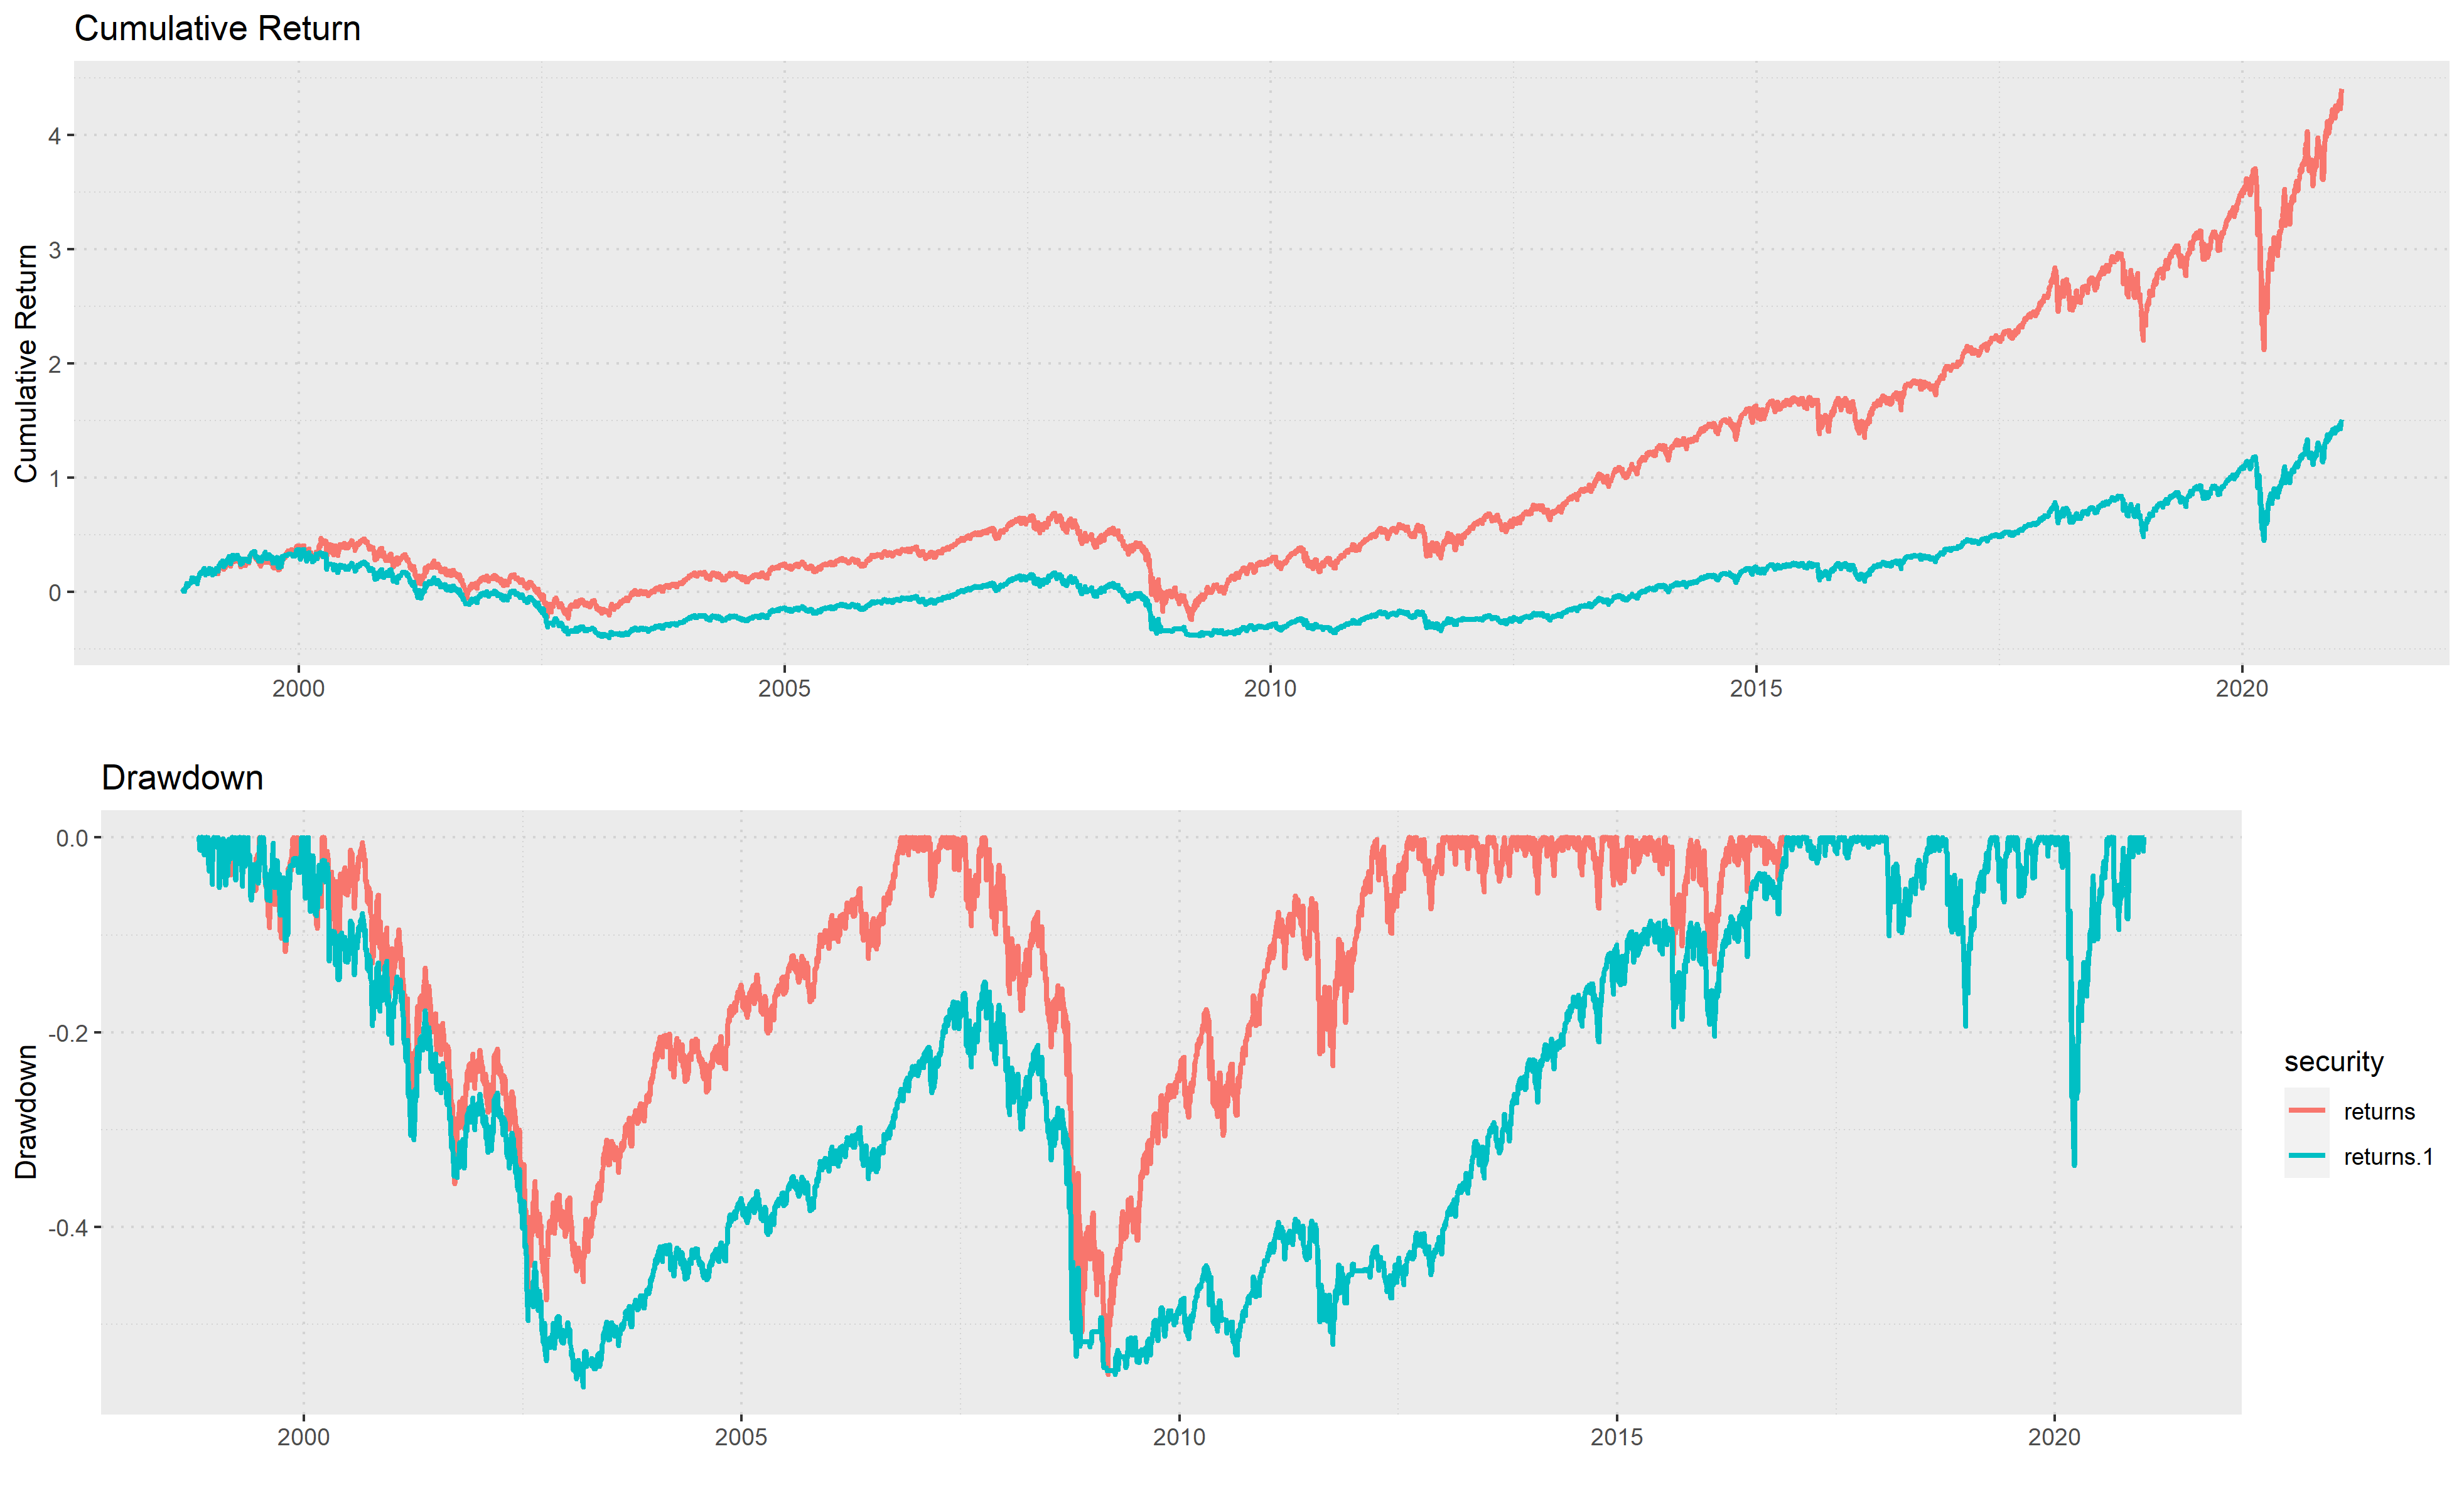 Cumulative Return
Cumulative Return
4
3
2
1
0
2000 2005 2010 2015 2020
Drawdown
Drawdown
0.0
-0.2
-0.4
2000 2005 2010 2015 2020
security
returns
returns.1